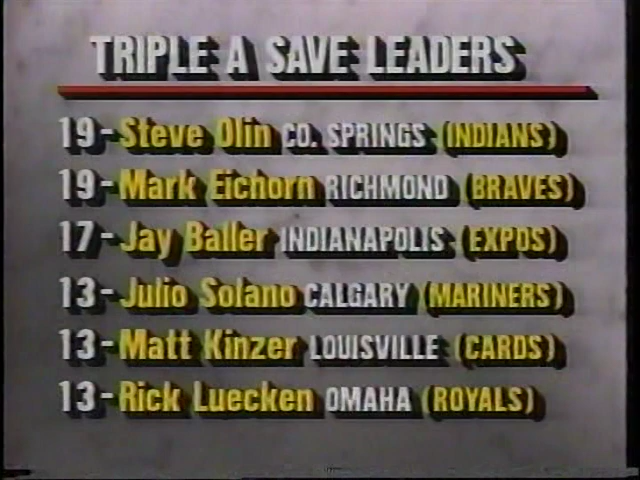 TRIPLE A SAVE LEADERS
19-Steve Olin CO. SPRINGS (INDIANS)
19-Mark Eichorn RICHMOND (BRAVES)
17-Jay Baller INDIANAPOLIS (EXPOS)
13-Julio Solano CALGARY (MARINERS)
13-Matt Kinzer LOUISVILLE (CARDS)
13-Rick Luecken OMAHA (ROYALS)